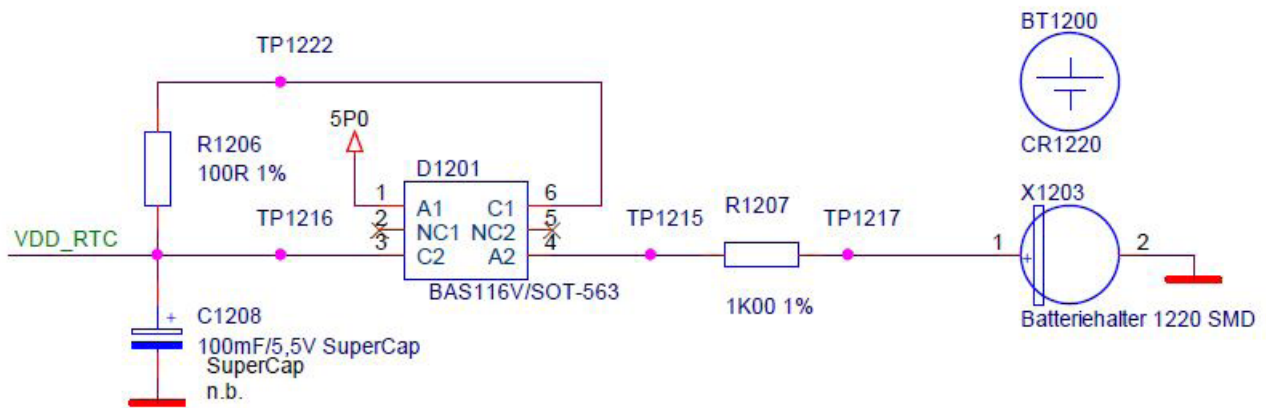 BT1200
TP1222
5P0
R1206
100R 1%
CR1220
D1201
1
A1
C1
6
X1203
2
NC1
NC2
5
TP1216
TP1215
R1207
TP1217
VDD_RTC
3
C2
A2
4
1
+
2
BAS116V/SOT-563
1K00 1%
Batteriehalter 1220 SMD
+
C1208
100mF/5,5V SuperCap
SuperCap
n.b.